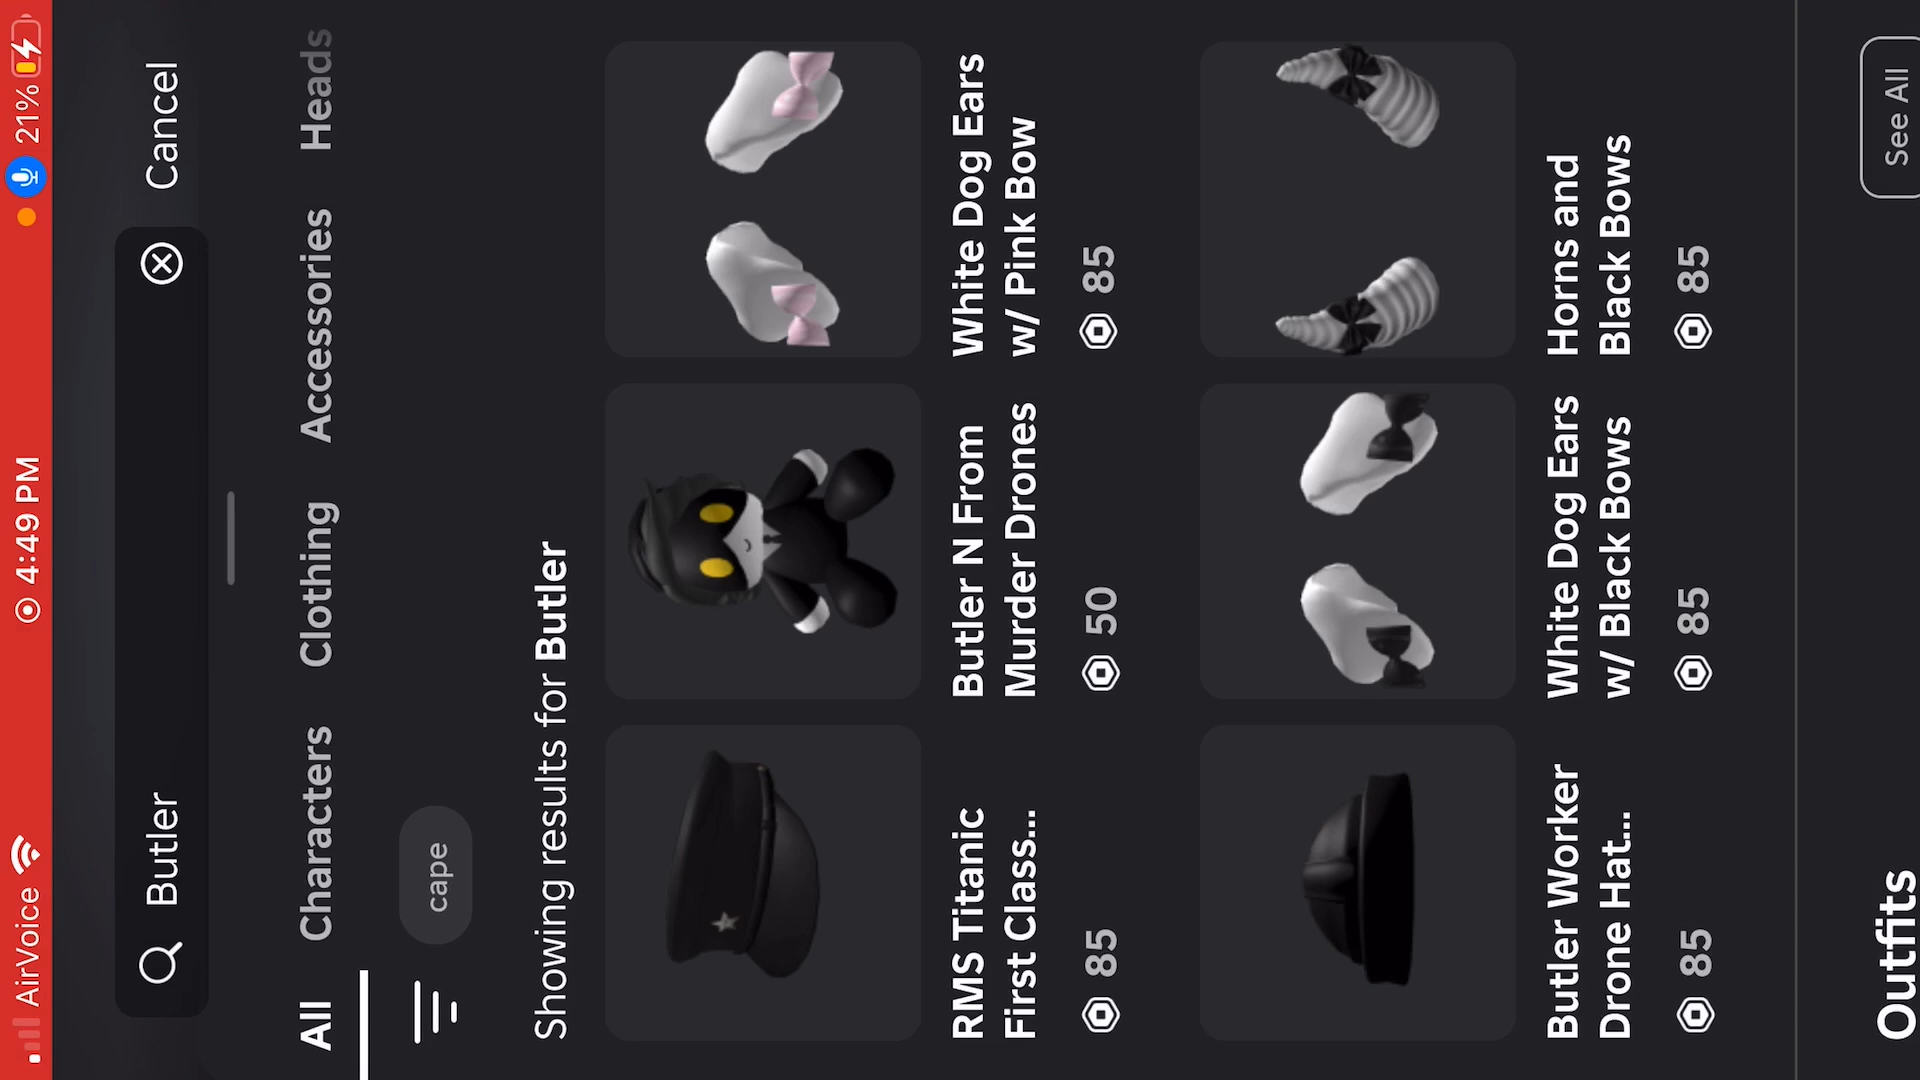 AirVoice
4:49 PM
21%
Butler
Cancel
All
Characters
Clothing
Accessories
Heads
cape
Showing results for Butler
RMS Titanic
First Class...
85
Butler N From
Murder Drones
50
White Dog Ears
w/ Pink Bow
85
Butler Worker
Drone Hat...
85
White Dog Ears
w/ Black Bows
85
Horns and
Black Bows
85
Outfits
See All